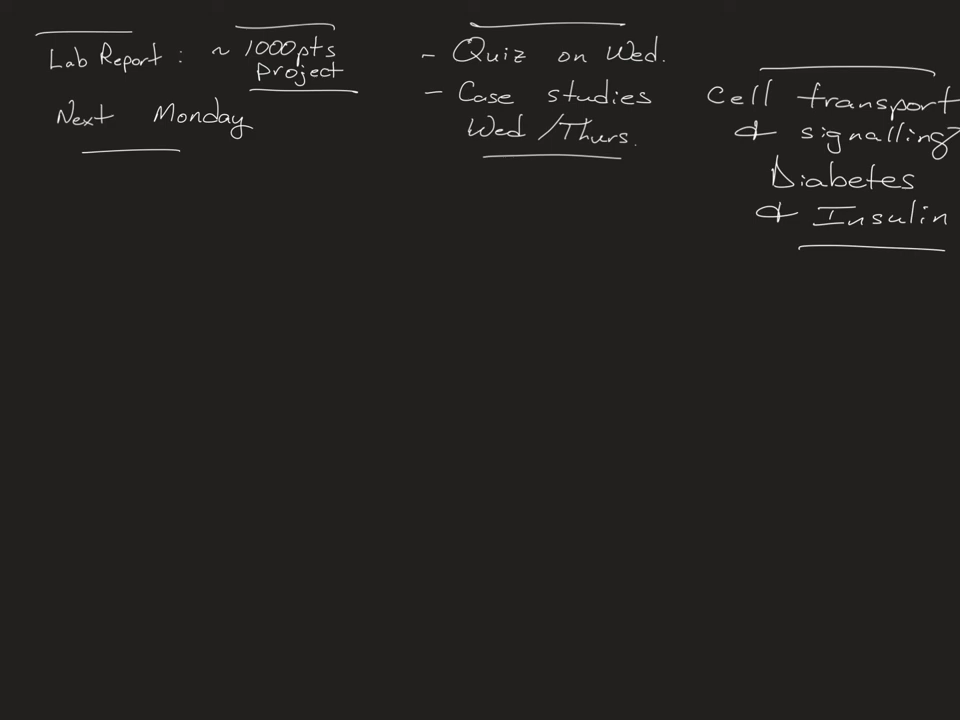 Lab Report : ~ 1000pts
Project
Next Monday
- Quiz on Wed.
- Case studies
Wed /Thurs.
Cell transport
& signalling
Diabetes
& Insulin